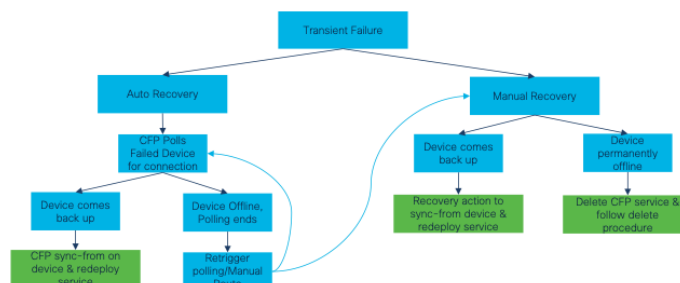 Transient Failure
Auto Recovery
Manual Recovery
CFP Polls
Failed Device
for connection
Device comes
back up
Device
permanently
offline
Device comes
back up
Device Offline,
Polling ends
Recovery action to
sync-from device &
redeploy service
Delete CFP service &
follow delete
procedure
CFP sync-from on
device & redeploy
service
Retrigger
polling/Manual